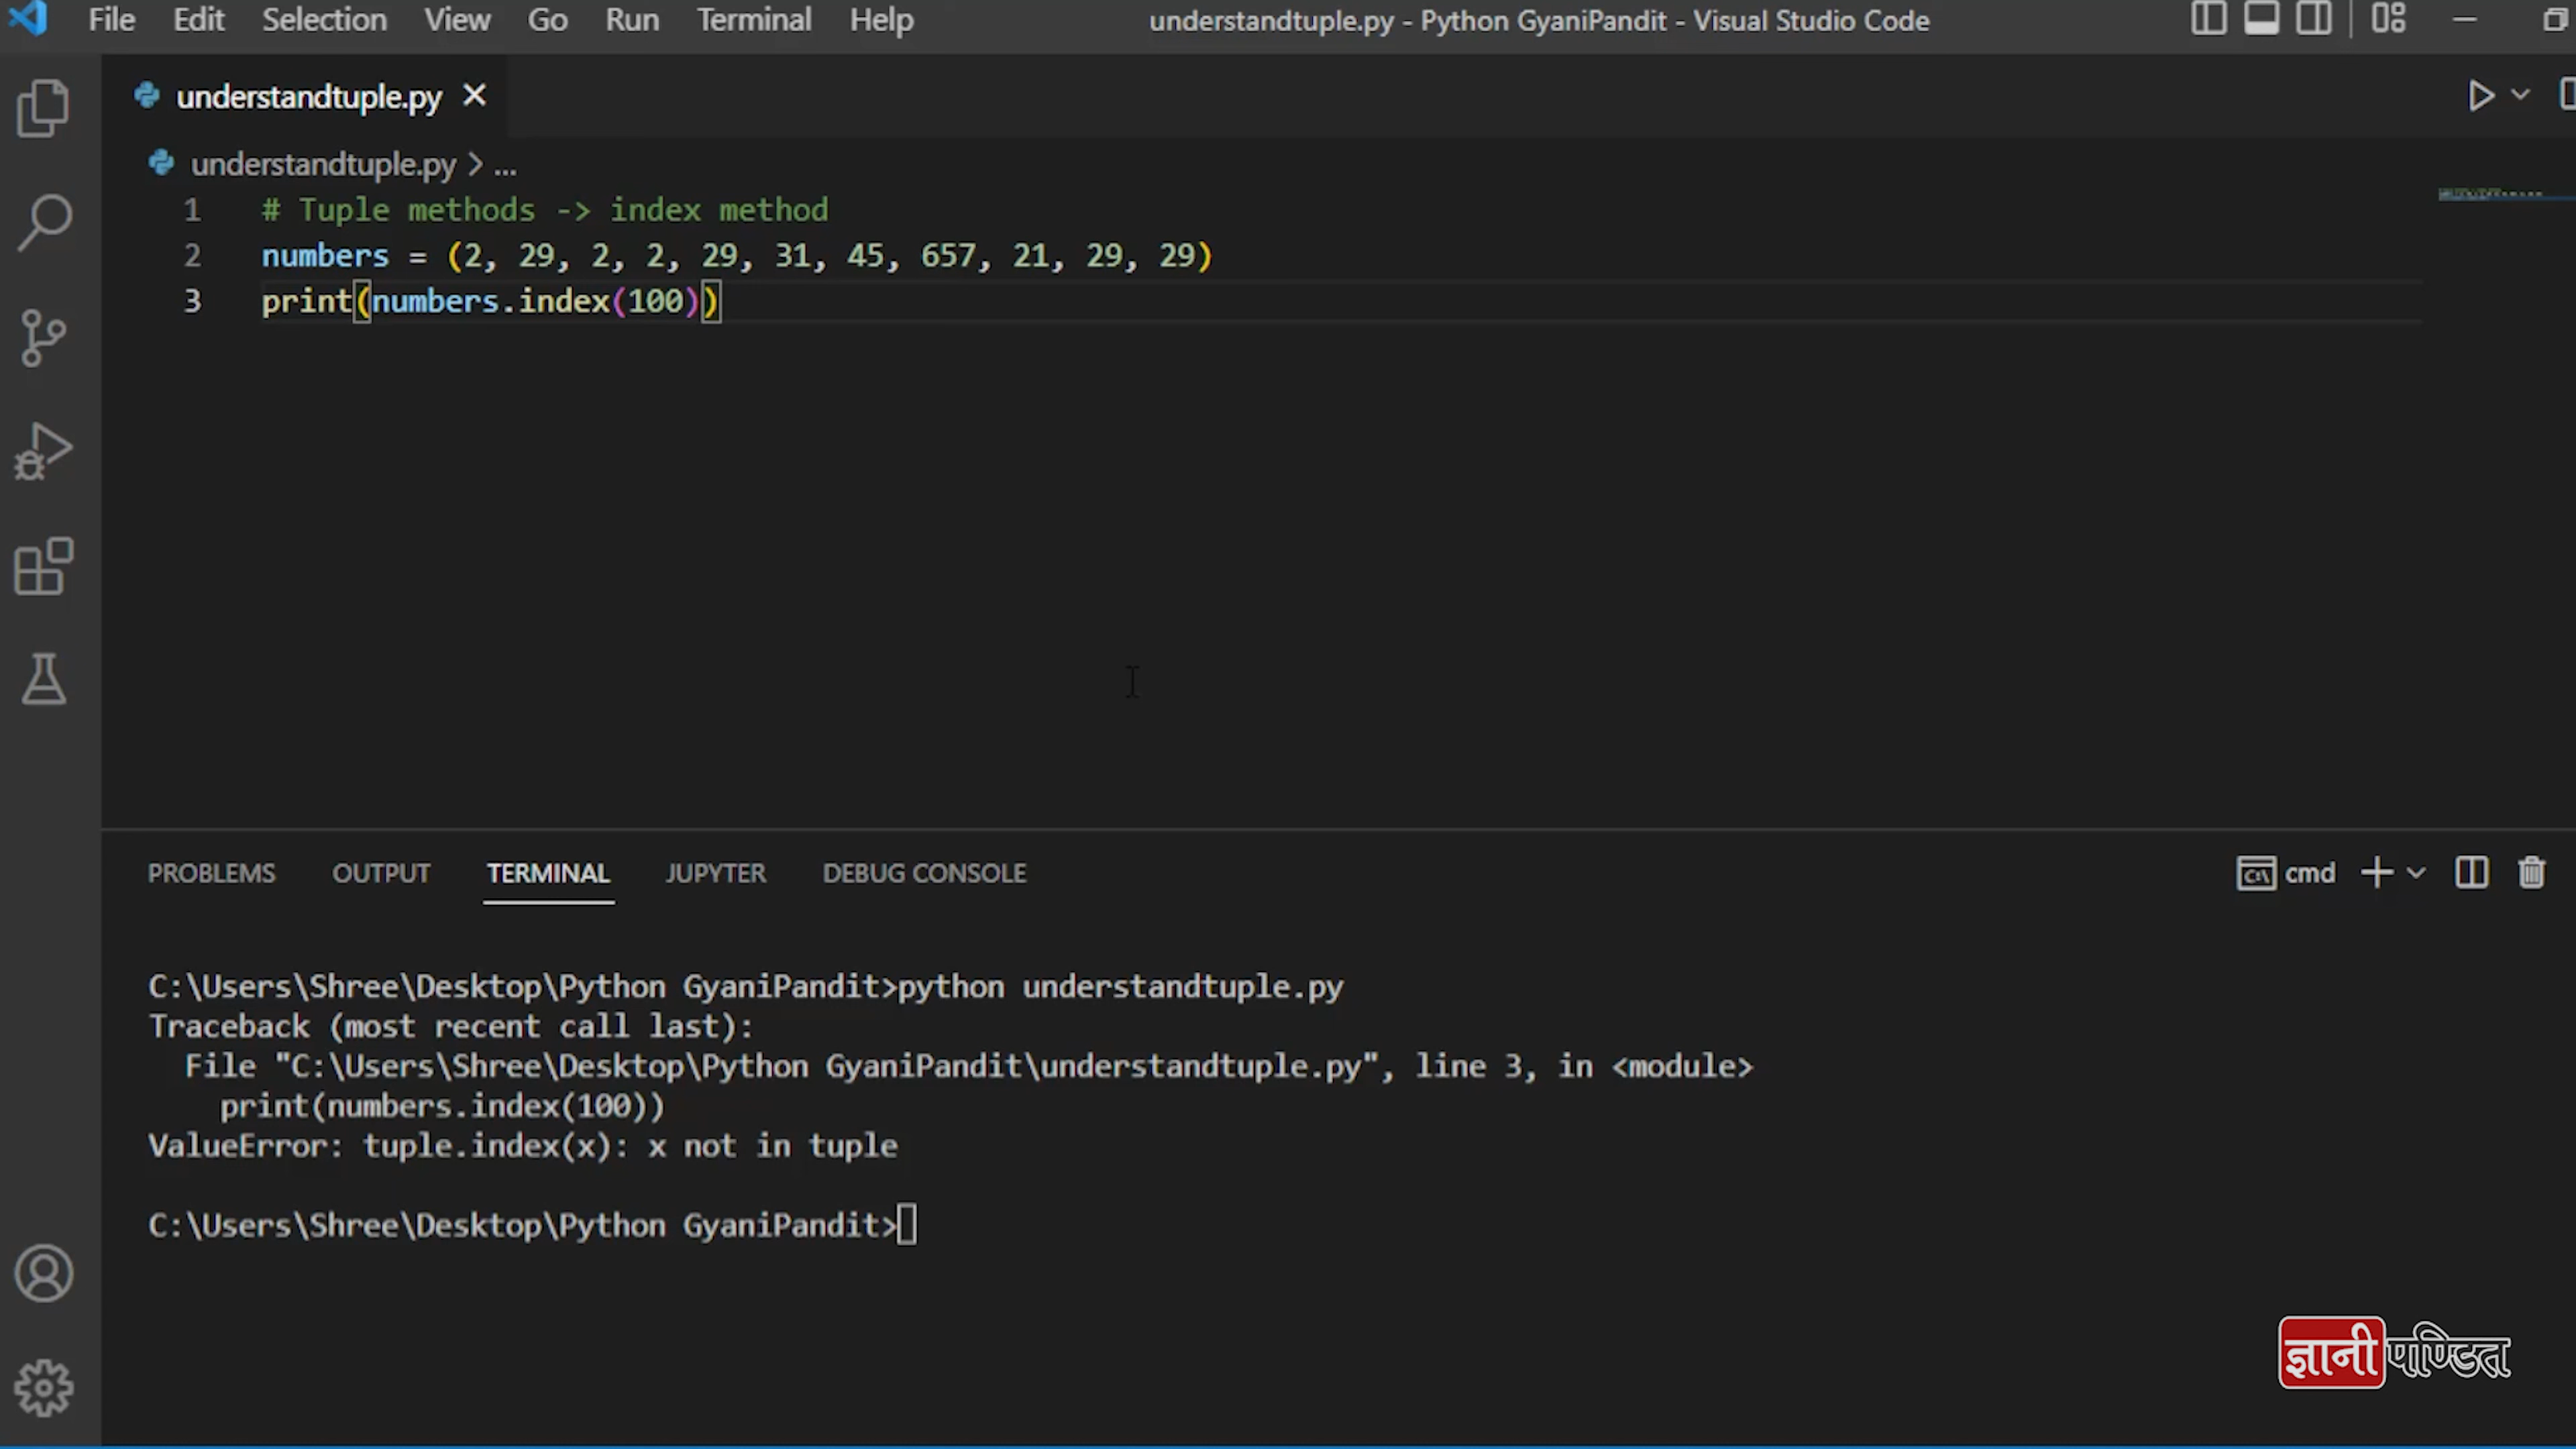 File Edit Selection View Go Run Terminal Help understandtuple.py - Python GyaniPandit - Visual Studio Code
understandtuple.py
understandtuple.py > ...
1 # Tuple methods -> index method
2 numbers = (2, 29, 2, 2, 29, 31, 45, 657, 21, 29, 29)
3 print(numbers.index(100))
PROBLEMS OUTPUT TERMINAL JUPYTER DEBUG CONSOLE cmd
C:\Users\Shree\Desktop\Python GyaniPandit>python understandtuple.py
Traceback (most recent call last):
  File "C:\Users\Shree\Desktop\Python GyaniPandit\understandtuple.py", line 3, in <module>
    print(numbers.index(100))
ValueError: tuple.index(x): x not in tuple
C:\Users\Shree\Desktop\Python GyaniPandit>
ज्ञानी पण्डित